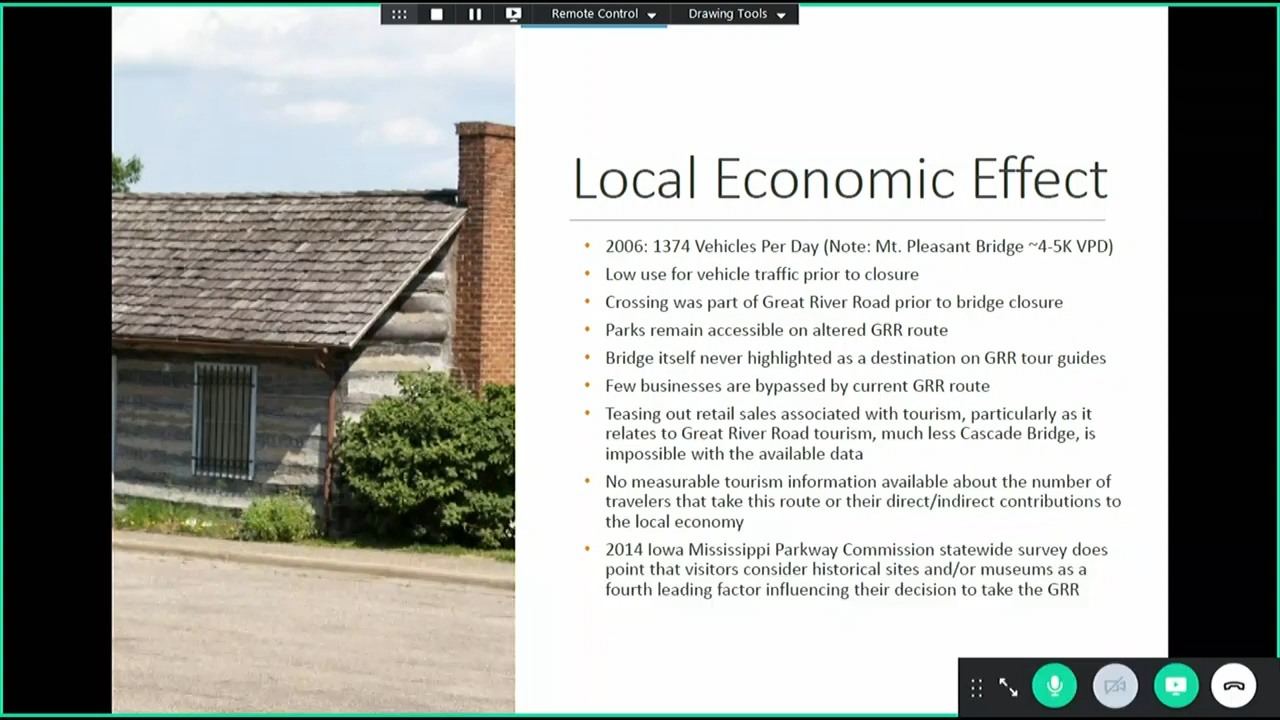 Remote Control
Drawing Tools
Local Economic Effect
• 2006: 1374 Vehicles Per Day (Note: Mt. Pleasant Bridge ~4-5K VPD)
• Low use for vehicle traffic prior to closure
• Crossing was part of Great River Road prior to bridge closure
• Parks remain accessible on altered GRR route
• Bridge itself never highlighted as a destination on GRR tour guides
• Few businesses are bypassed by current GRR route
• Teasing out retail sales associated with tourism, particularly as it
relates to Great River Road tourism, much less Cascade Bridge, is
impossible with the available data
• No measurable tourism information available about the number of
travelers that take this route or their direct/indirect contributions to
the local economy
• 2014 Iowa Mississippi Parkway Commission statewide survey does
point that visitors consider historical sites and/or museums as a
fourth leading factor influencing their decision to take the GRR